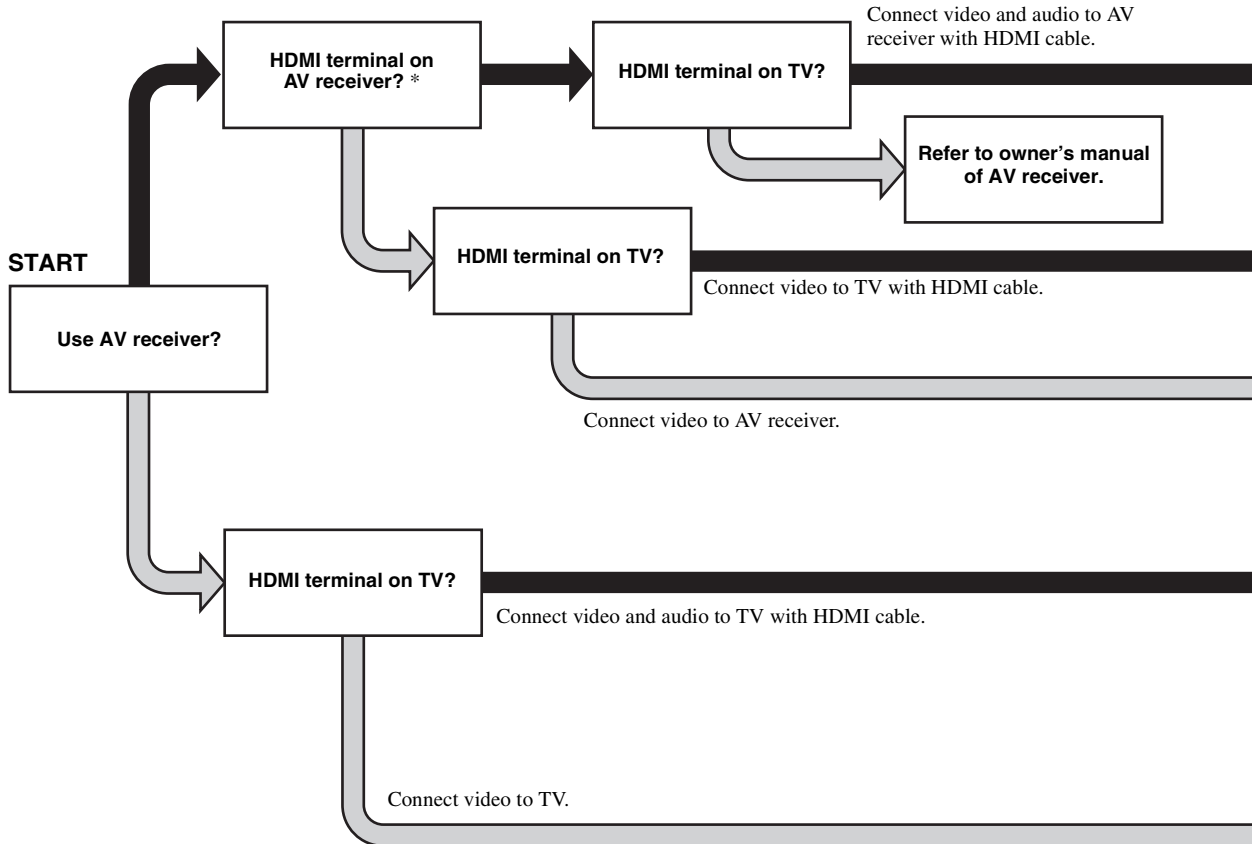 Connect video and audio to AV
receiver with HDMI cable.
HDMI terminal on
AV receiver? *
HDMI terminal on TV?
Refer to owner's manual
of AV receiver.
HDMI terminal on TV?
START
Connect video to TV with HDMI cable.
Use AV receiver?
Connect video to AV receiver.
HDMI terminal on TV?
Connect video and audio to TV with HDMI cable.
Connect video to TV.